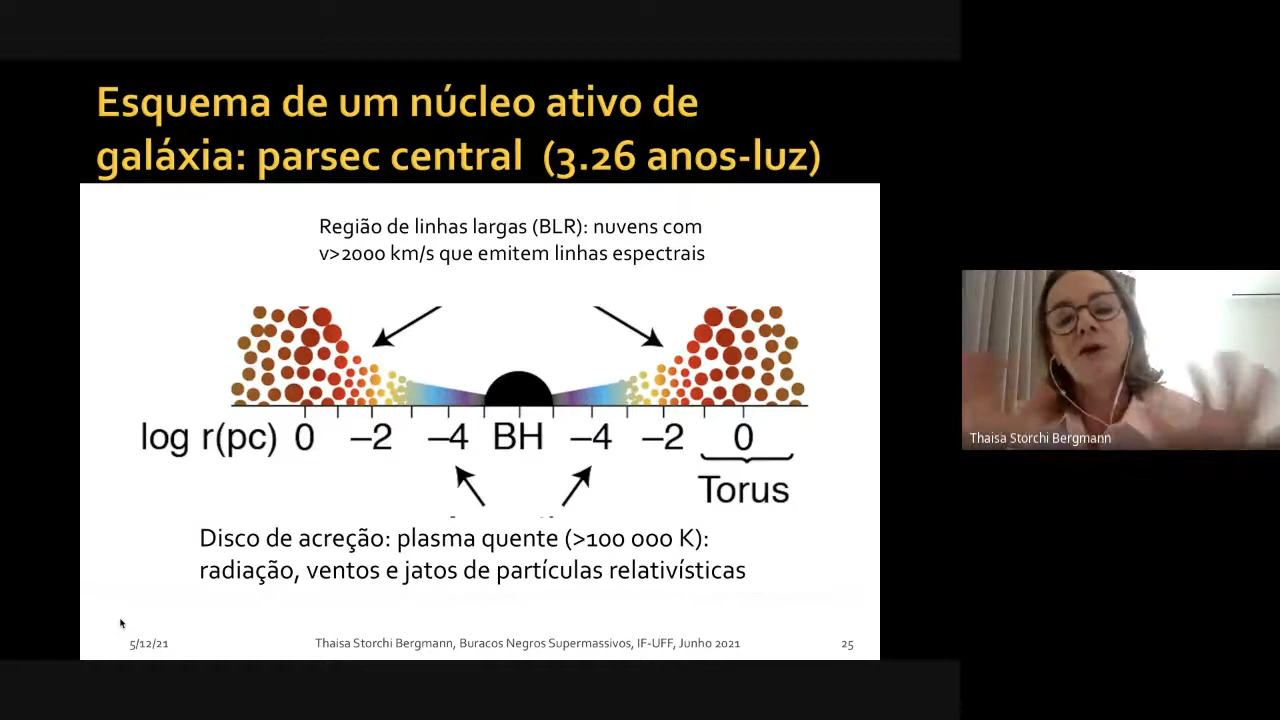 Esquema de um núcleo ativo de
galáxia: parsec central (3.26 anos-luz)
Região de linhas largas (BLR): nuvens com
v>2000 km/s que emitem linhas espectrais
log r(pc) 0 –2 –4 BH –4 –2 0
Torus
Disco de acreção: plasma quente (>100 000 K):
radiação, ventos e jatos de partículas relativísticas
5/12/21 Thaisa Storchi Bergmann, Buracos Negros Supermassivos, IF-UFF, Junho 2021 25
Thaisa Storchi Bergmann